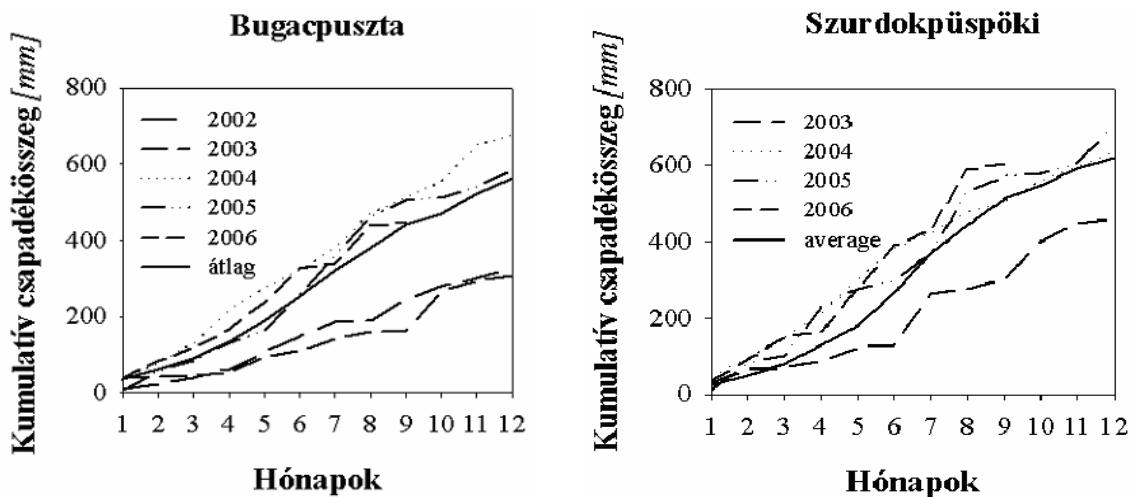 Bugacpuszta
Kumulatív csapadékösszeg [mm]
800
600
400
200
0
2002
2003
2004
2005
2006
átlag
1 2 3 4 5 6 7 8 9 10 11 12
Hónapok
Szurdokpüspöki
Kumulatív csapadékösszeg [mm]
800
600
400
200
0
2003
2004
2005
2006
average
1 2 3 4 5 6 7 8 9 10 11 12
Hónapok